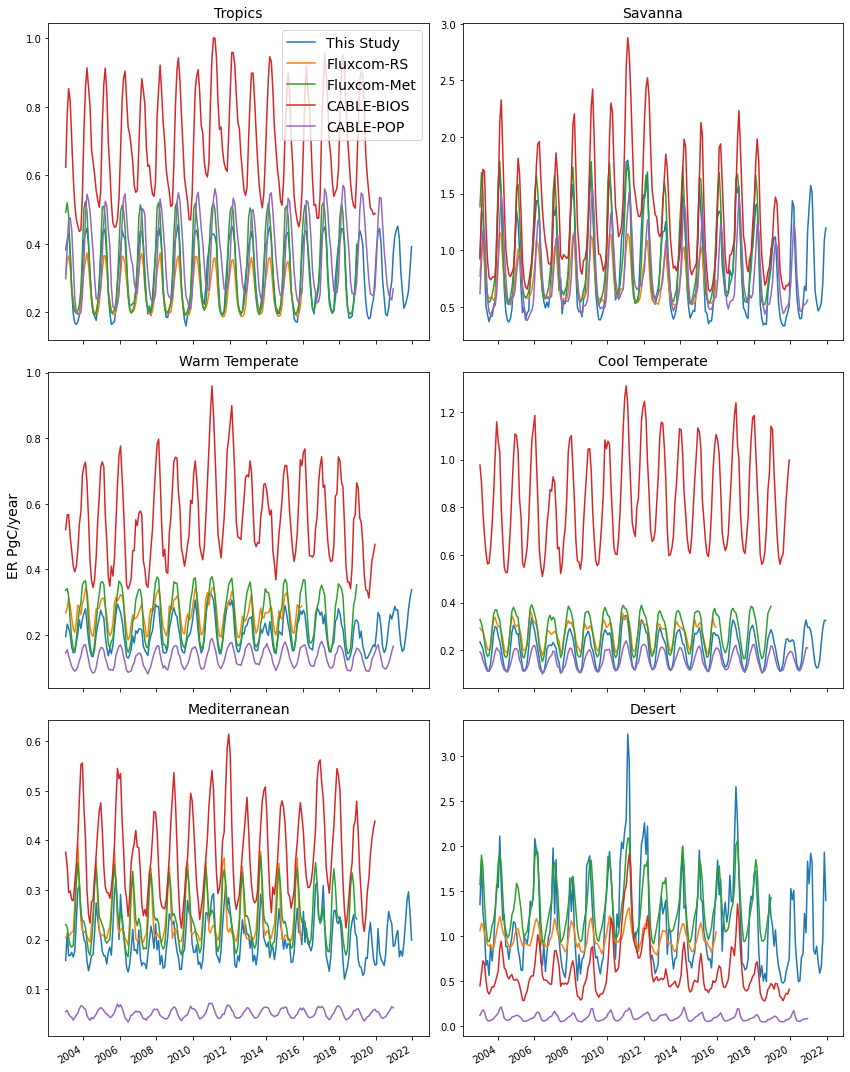 Tropics
Savanna
1.0
0.8
0.6
0.4
0.2
This Study
Fluxcom-RS
Fluxcom-Met
CABLE-BIOS
CABLE-POP
3.0
2.5
2.0
1.5
1.0
0.5
Warm Temperate
Cool Temperate
ER PgC/year
1.0
0.8
0.6
0.4
0.2
1.2
1.0
0.8
0.6
0.4
0.2
Mediterranean
Desert
0.6
0.5
0.4
0.3
0.2
0.1
3.0
2.5
2.0
1.5
1.0
0.5
0.0
2004 2006 2008 2010 2012 2014 2016 2018 2020 2022
2004 2006 2008 2010 2012 2014 2016 2018 2020 2022